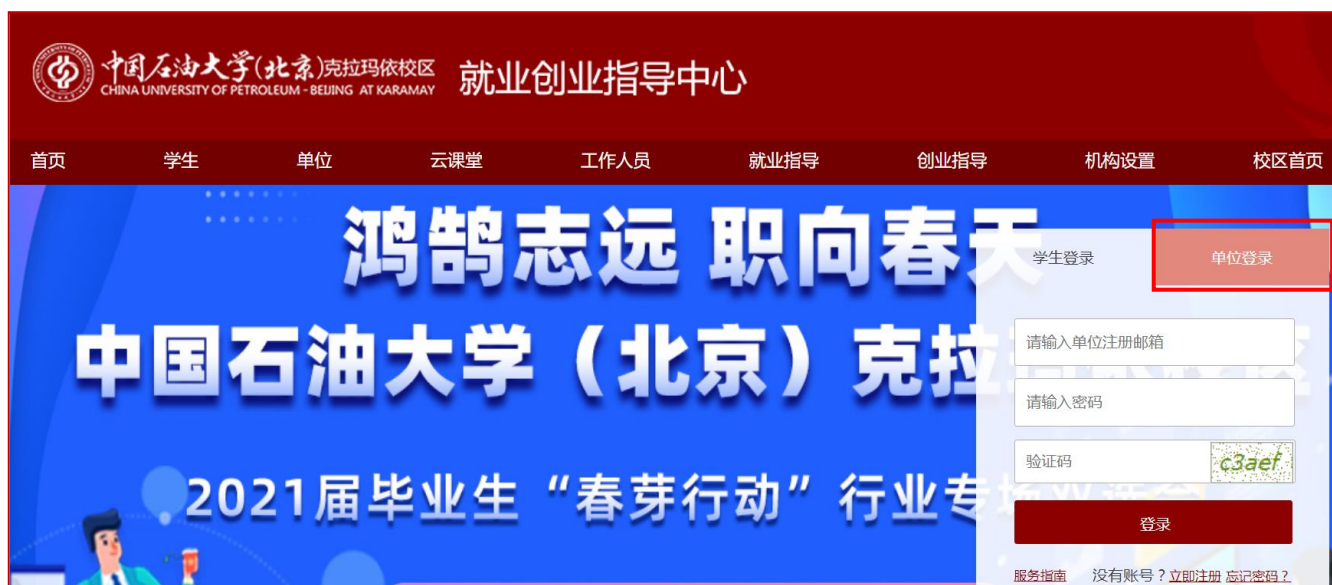 中国石油大学(北京)克拉玛依校区 就业创业指导中心
CHINA UNIVERSITY OF PETROLEUM - BEIJING AT KARAMAY
首页 学生 单位 云课堂 工作人员 就业指导 创业指导 机构设置 校区首页
鸿鹄志远 职向春天
中国石油大学（北京）克拉
2021届毕业生“春芽行动”行业专场双选会
学生登录 单位登录
请输入单位注册邮箱
请输入密码
验证码 c3aef
登录
服务指南 没有账号？立即注册 忘记密码？